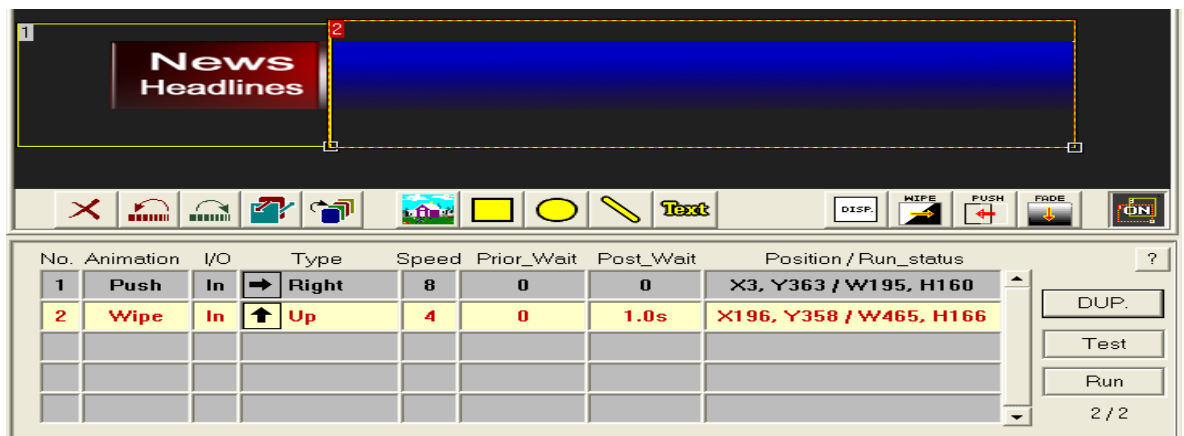 1
2
News
Headlines
Text
DISP.
WIPE
PUSH
FADE
ON
No. Animation I/O Type Speed Prior_Wait Post_Wait Position / Run_status ?
1 Push In Right 8 0 0 X3, Y363 / W195, H160
2 Wipe In Up 4 0 1.0s X196, Y358 / W465, H166
DUP.
Test
Run
2 / 2